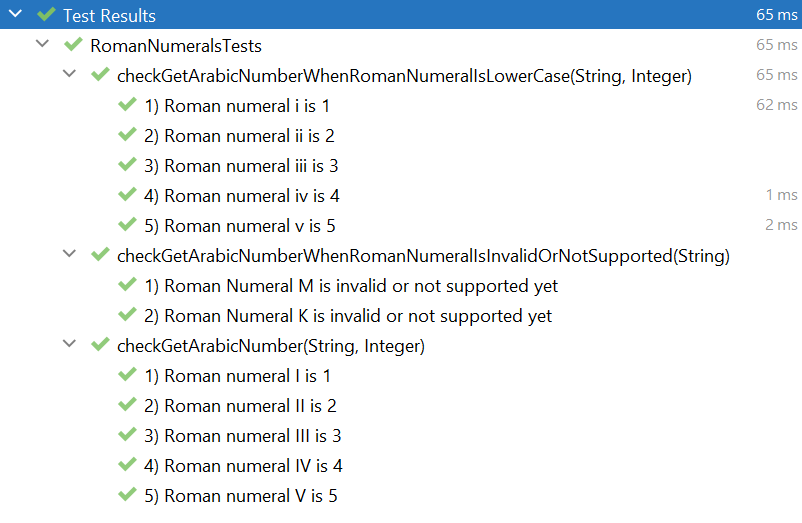 Test Results 65 ms
RomanNumeralsTests 65 ms
checkGetArabicNumberWhenRomanNumeralIsLowerCase(String, Integer) 65 ms
1) Roman numeral i is 1 62 ms
2) Roman numeral ii is 2
3) Roman numeral iii is 3
4) Roman numeral iv is 4 1 ms
5) Roman numeral v is 5 2 ms
checkGetArabicNumberWhenRomanNumeralIsInvalidOrNotSupported(String)
1) Roman Numeral M is invalid or not supported yet
2) Roman Numeral K is invalid or not supported yet
checkGetArabicNumber(String, Integer)
1) Roman numeral I is 1
2) Roman numeral II is 2
3) Roman numeral III is 3
4) Roman numeral IV is 4
5) Roman numeral V is 5